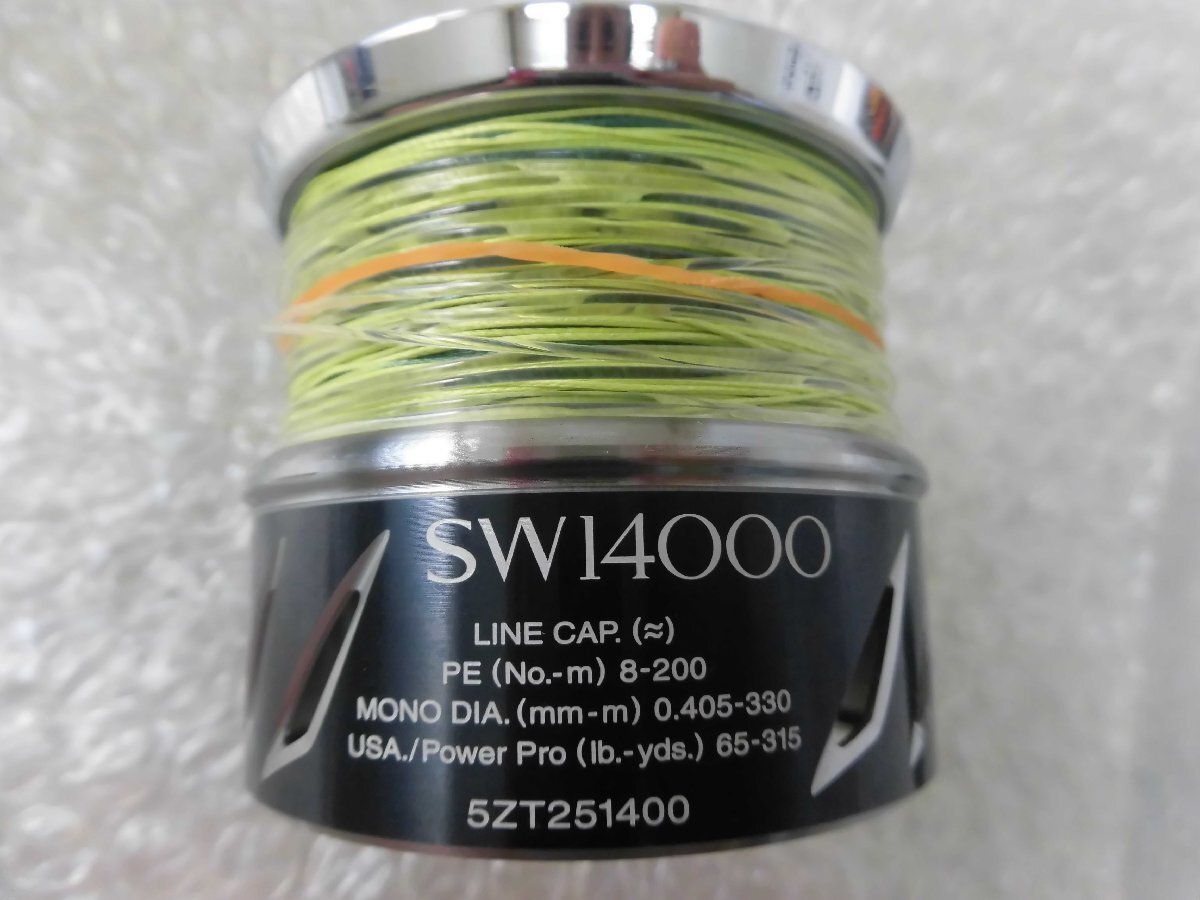 SW14000
LINE CAP. (≈)
PE (No.-m) 8-200
MONO DIA. (mm-m) 0.405-330
USA./Power Pro (lb.-yds.) 65-315
5ZT251400